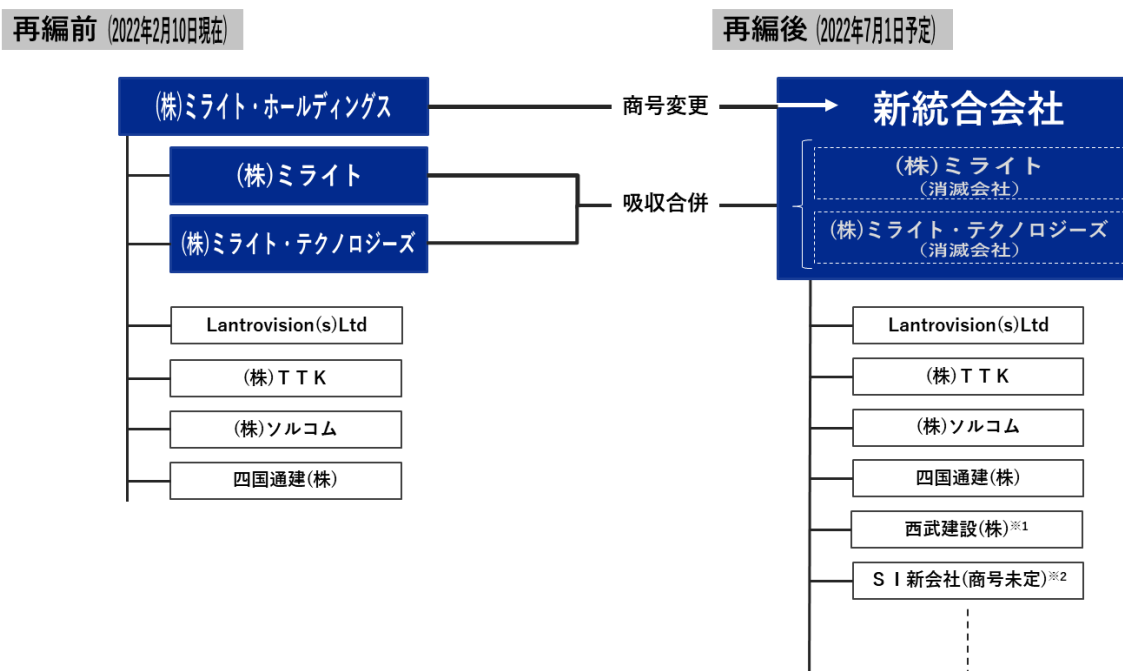 再編前 (2022年2月10日現在)
(株)ミライト・ホールディングス
(株)ミライト
(株)ミライト・テクノロジーズ
Lantrovision(s)Ltd
(株)ＴＴＫ
(株)ソルコム
四国通建(株)
商号変更
吸収合併
再編後 (2022年7月1日予定)
新統合会社
(株)ミライト
(消滅会社)
(株)ミライト・テクノロジーズ
(消滅会社)
Lantrovision(s)Ltd
(株)ＴＴＫ
(株)ソルコム
四国通建(株)
西武建設(株)※1
ＳＩ新会社(商号未定)※2